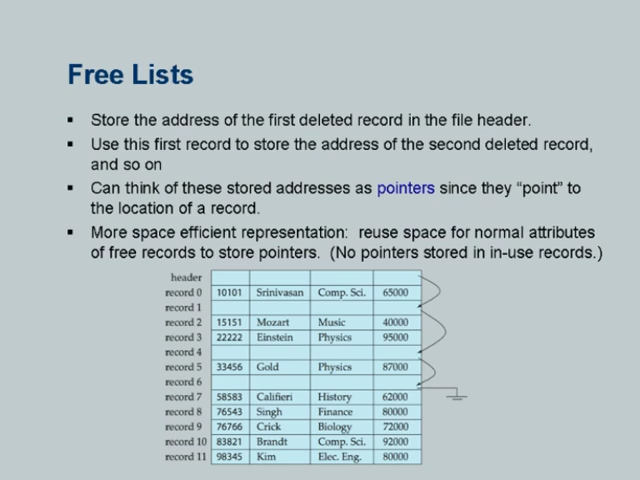 Free Lists
▪ Store the address of the first deleted record in the file header.
▪ Use this first record to store the address of the second deleted record,
and so on
▪ Can think of these stored addresses as pointers since they “point” to
the location of a record.
▪ More space efficient representation: reuse space for normal attributes
of free records to store pointers. (No pointers stored in in-use records.)
header
record 0 10101 Srinivasan Comp. Sci. 65000
record 1
record 2 15151 Mozart Music 40000
record 3 22222 Einstein Physics 95000
record 4
record 5 33456 Gold Physics 87000
record 6
record 7 58583 Califieri History 62000
record 8 76543 Singh Finance 80000
record 9 76766 Crick Biology 72000
record 10 83821 Brandt Comp. Sci. 92000
record 11 98345 Kim Elec. Eng. 80000